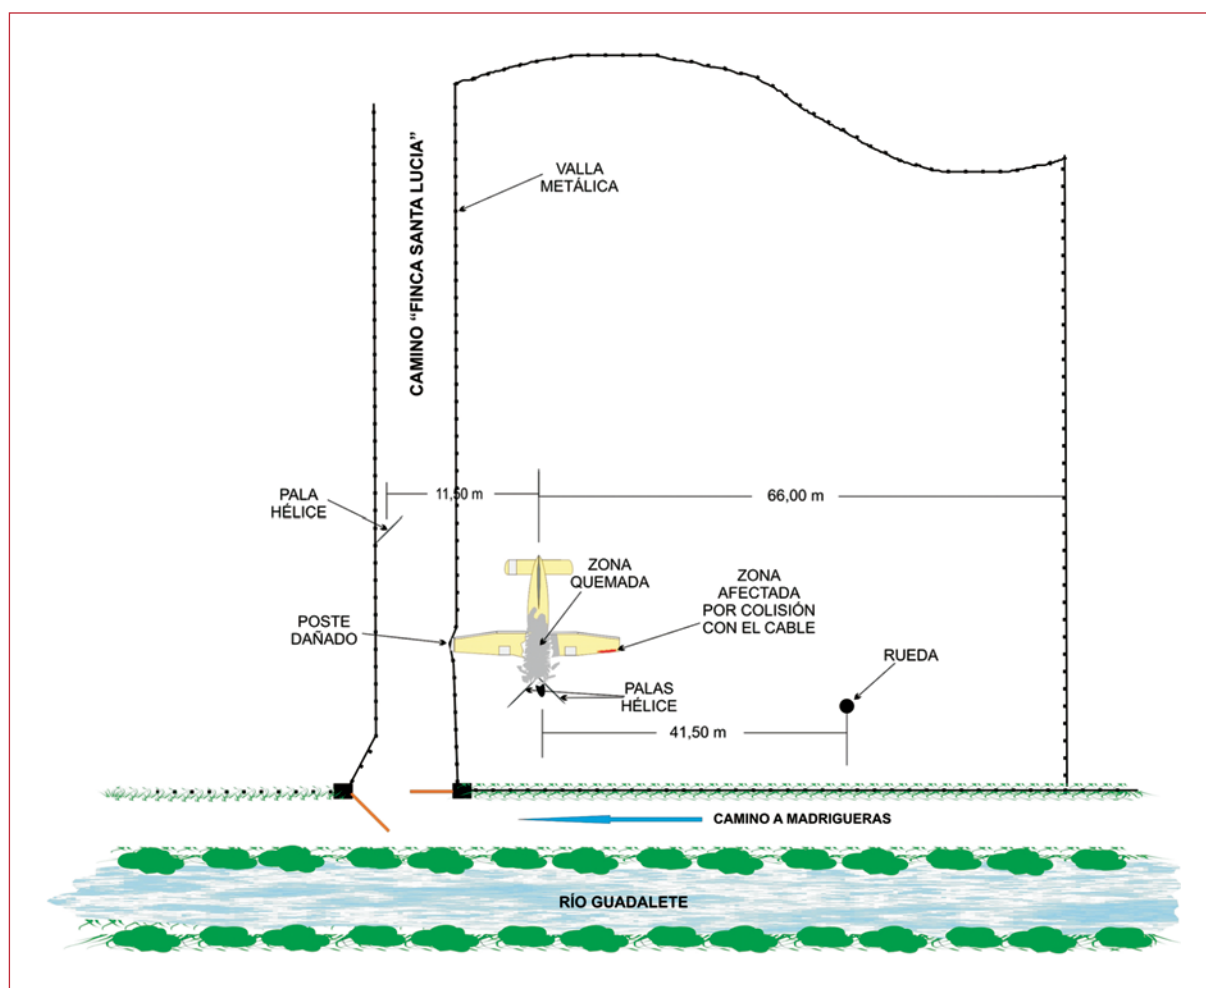 CAMINO “FINCA SANTA LUCIA”
VALLA
METÁLICA
PALA
HÉLICE
11,50 m
66,00 m
ZONA
QUEMADA
ZONA
AFECTADA
POR COLISIÓN
CON EL CABLE
POSTE
DAÑADO
RUEDA
PALAS
HÉLICE
41,50 m
CAMINO A MADRIGUERAS
RÍO GUADALETE